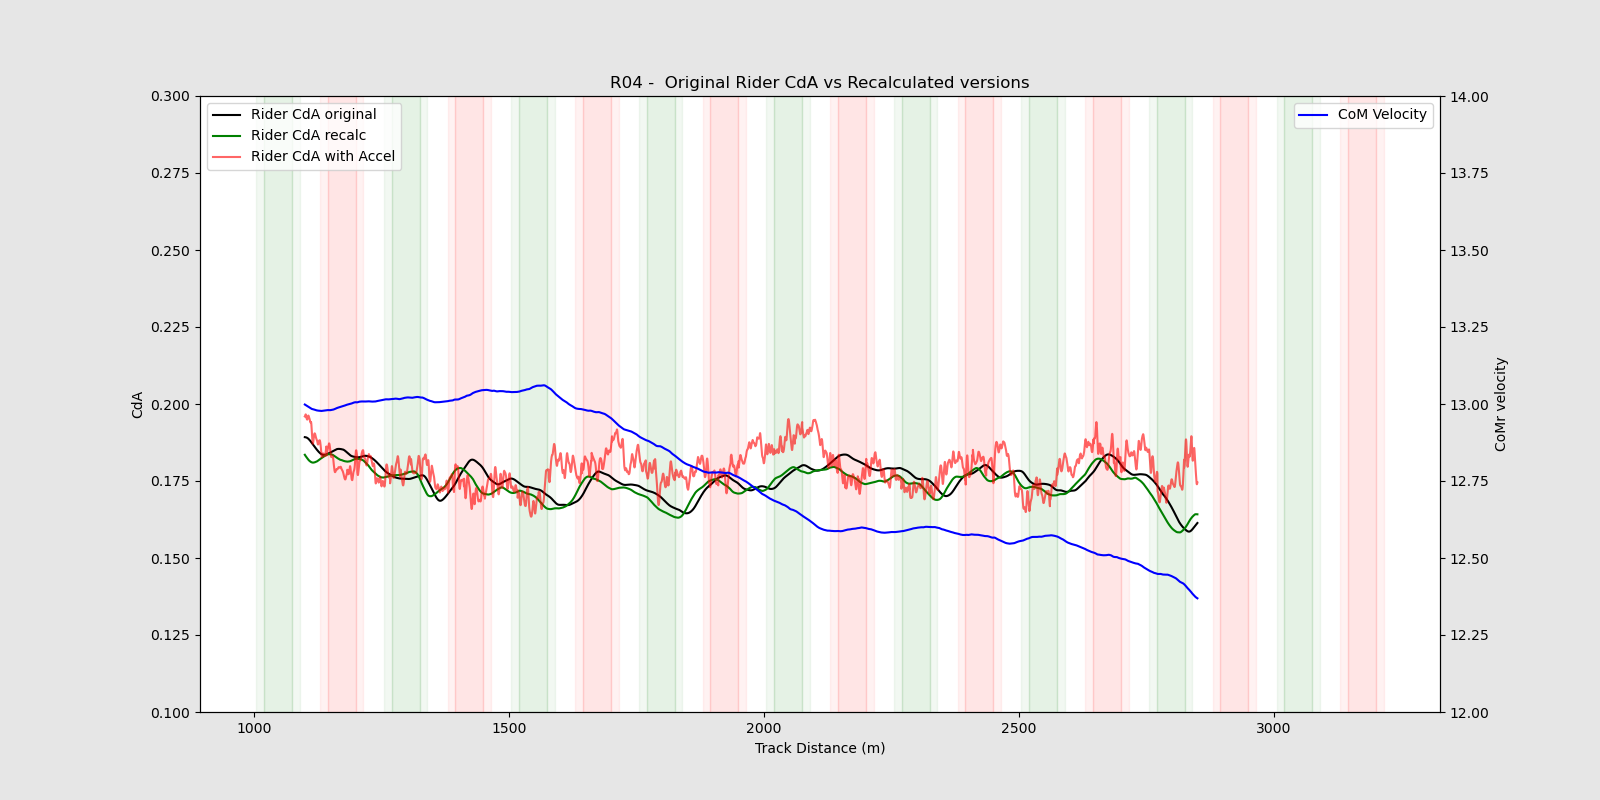 R04 -  Original Rider CdA vs Recalculated versions
Rider CdA original
Rider CdA recalc
Rider CdA with Accel
CoM Velocity
0.300
0.275
0.250
0.225
0.200
0.175
0.150
0.125
0.100
CdA
14.00
13.75
13.50
13.25
13.00
12.75
12.50
12.25
12.00
CoMr velocity
1000
1500
2000
2500
3000
Track Distance (m)